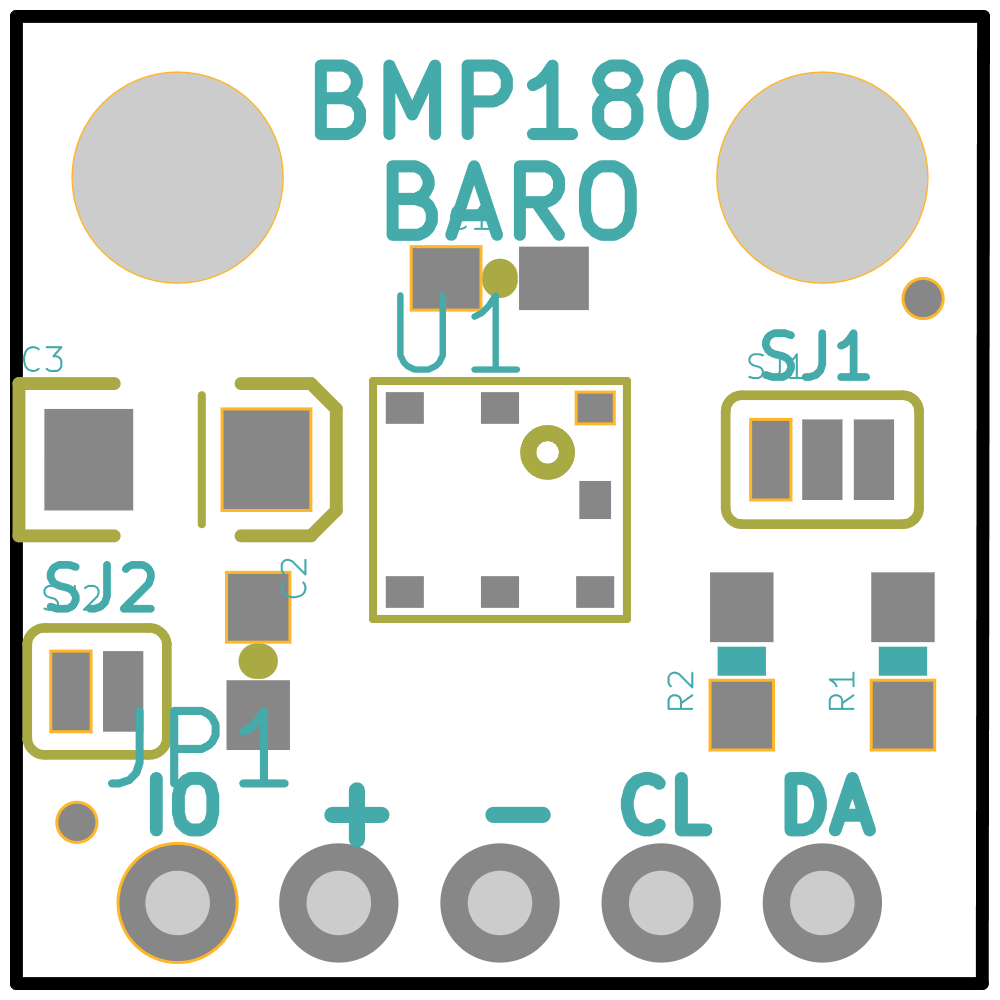 BMP180
BARO
C1
U1
C3
SJ1
SJ1
C2
SJ2
SJ2
R2
R1
JP1
IO + - CL DA